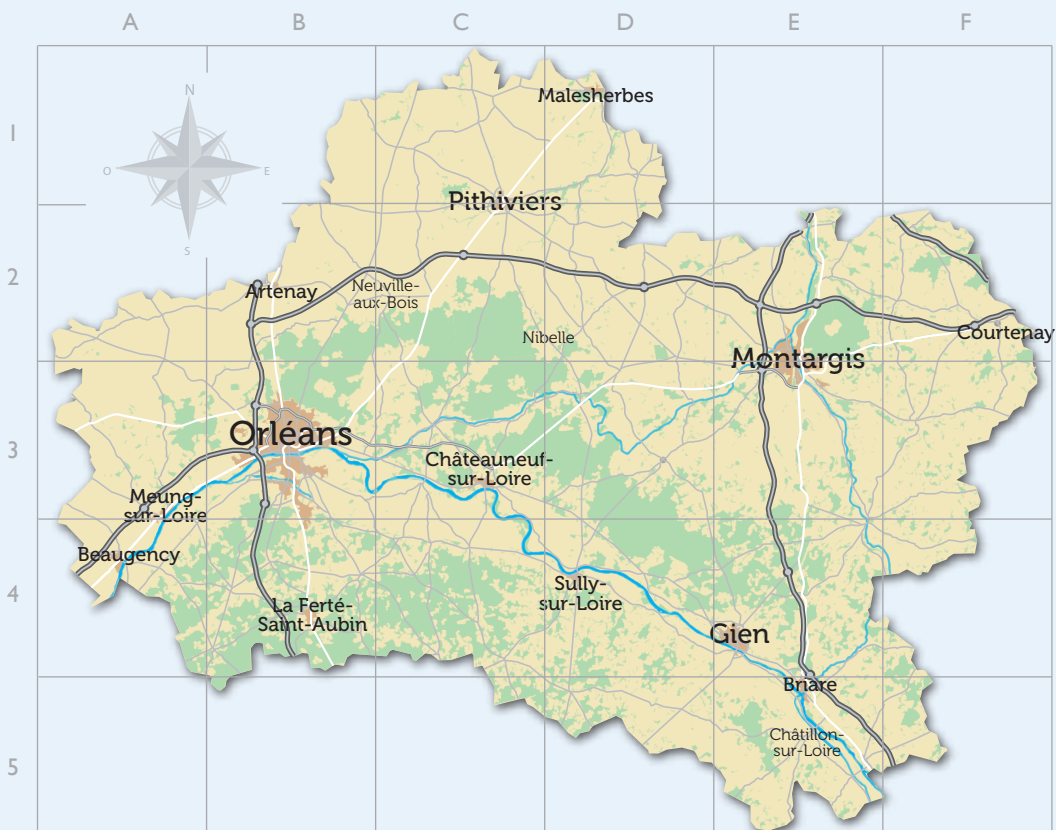 A B C D E F
N
O E
S
1
2
3
4
5
Malesherbes
Pithiviers
Artenay
Neuville-
aux-Bois
Nibelle
Courtenay
Montargis
Orléans
Châteauneuf-
sur-Loire
Meung-
sur-Loire
Beaugency
Sully-
sur-Loire
La Ferté-
Saint-Aubin
Gien
Briare
Châtillon-
sur-Loire